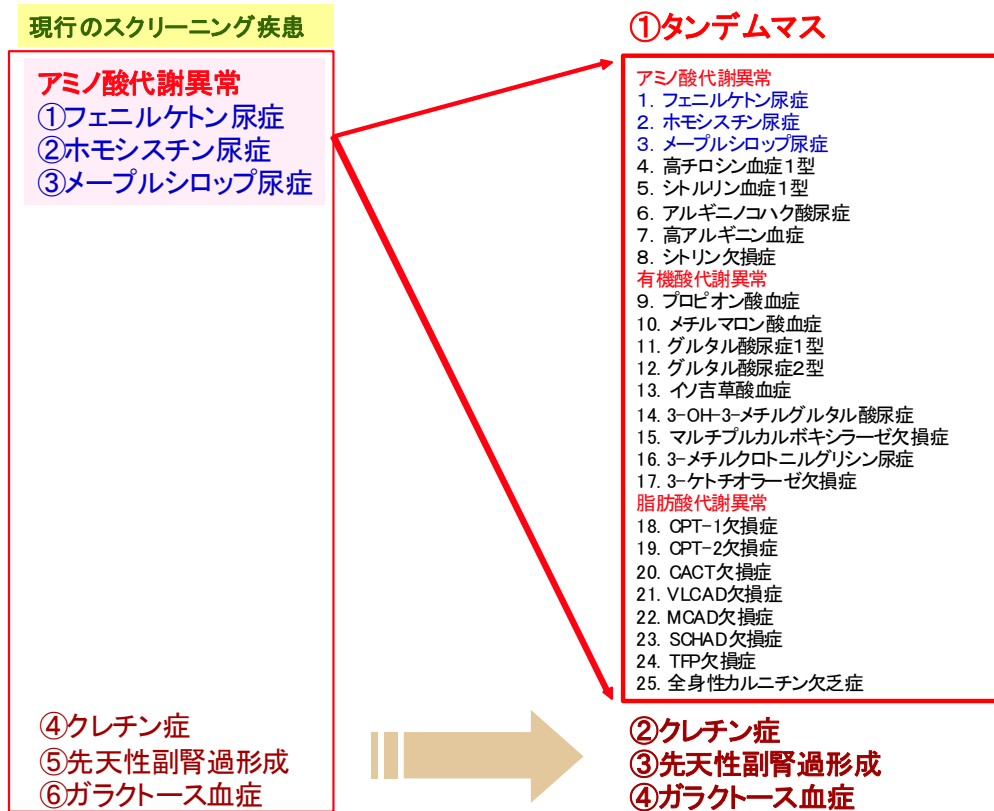 現行のスクリーニング疾患
アミノ酸代謝異常
①フェニルケトン尿症
②ホモシスチン尿症
③メープルシロップ尿症
④クレチン症
⑤先天性副腎過形成
⑥ガラクトース血症
①タンデムマス
アミノ酸代謝異常
1. フェニルケトン尿症
2. ホモシスチン尿症
3. メープルシロップ尿症
4. 高チロシン血症1型
5. シトルリン血症1型
6. アルギニノコハク酸尿症
7. 高アルギニン血症
8. シトリン欠損症
有機酸代謝異常
9. プロピオン酸血症
10. メチルマロン酸血症
11. グルタル酸尿症1型
12. グルタル酸尿症2型
13. イソ吉草酸血症
14. 3-OH-3-メチルグルタル酸尿症
15. マルチプルカルボキシラーゼ欠損症
16. 3-メチルクロトニルグリシン尿症
17. 3-ケトチオラーゼ欠損症
脂肪酸代謝異常
18. CPT-1欠損症
19. CPT-2欠損症
20. CACT欠損症
21. VLCAD欠損症
22. MCAD欠損症
23. SCHAD欠損症
24. TFP欠損症
25. 全身性カルニチン欠乏症
②クレチン症
③先天性副腎過形成
④ガラクトース血症